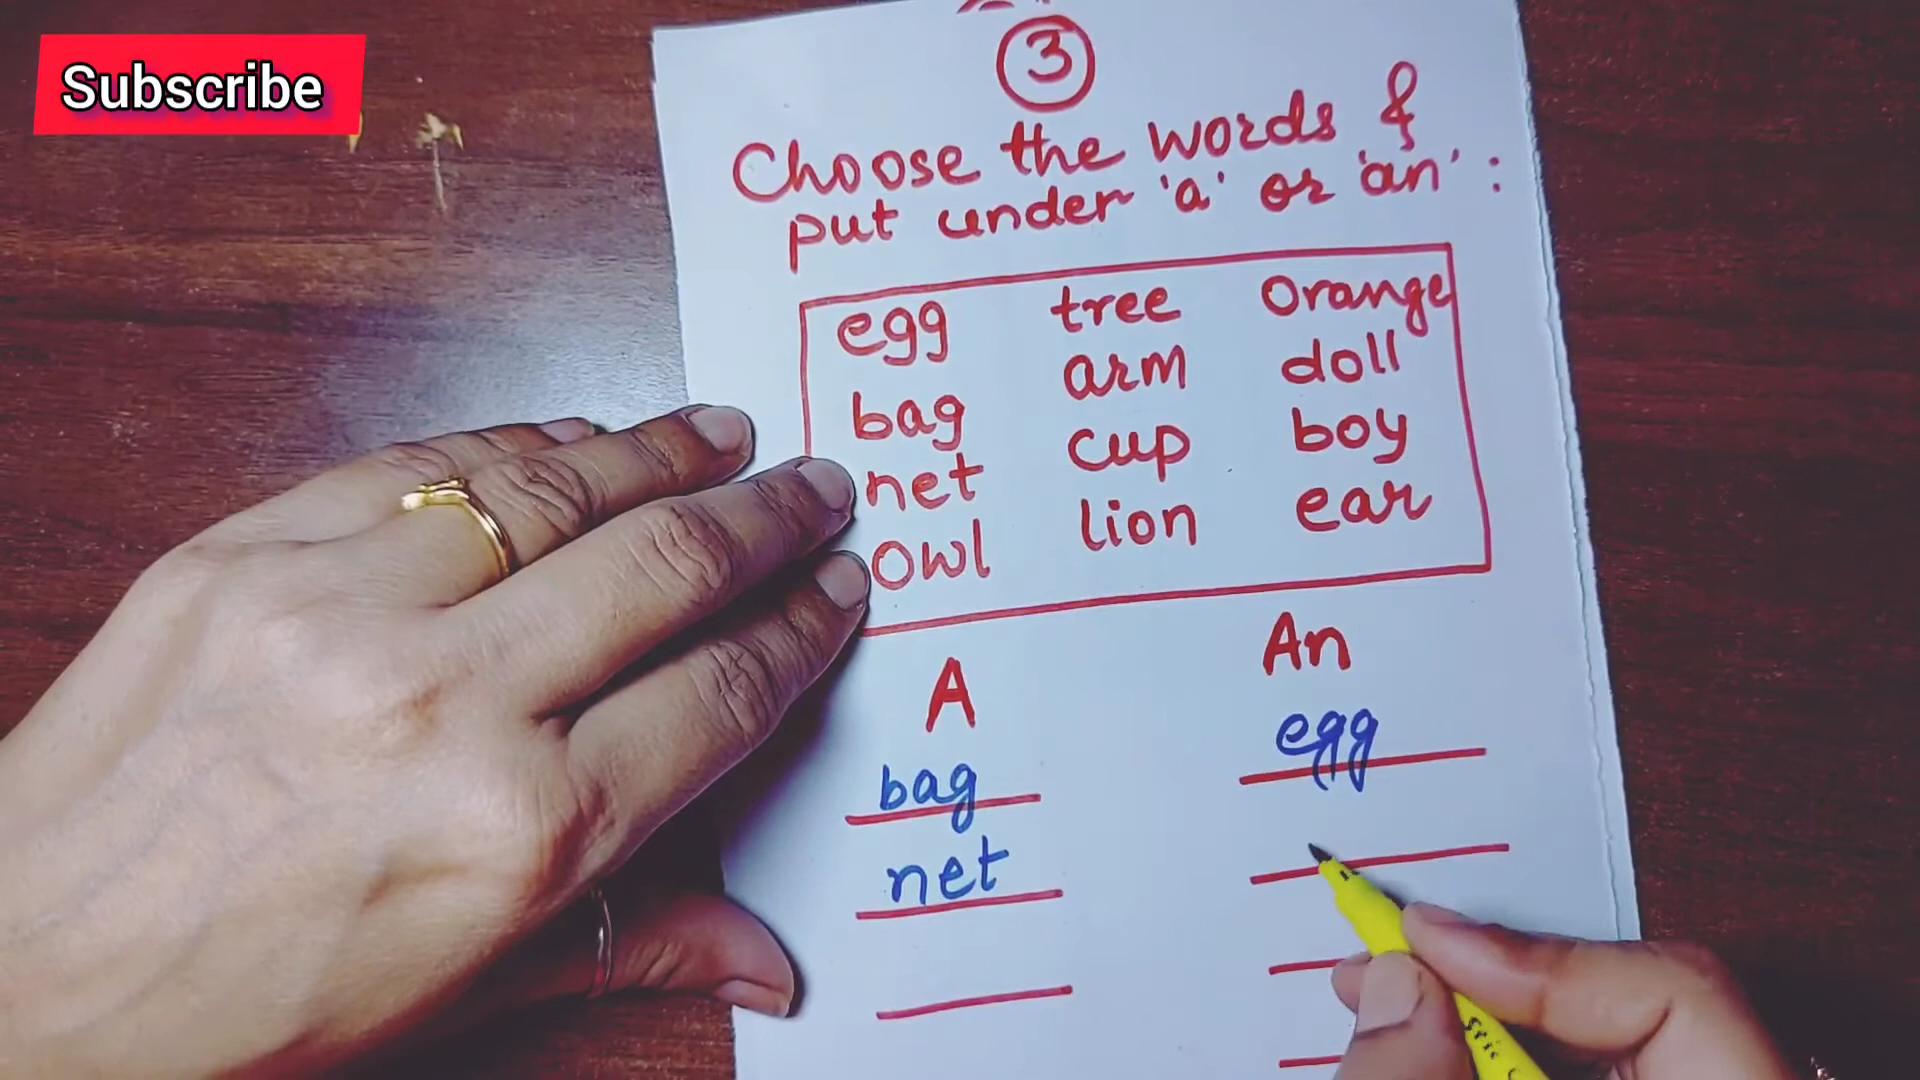 Subscribe
3
Choose the words &
put under 'a' or 'an' :
egg tree Orange
bag arm doll
net cup boy
owl lion ear
A An
bag egg
net